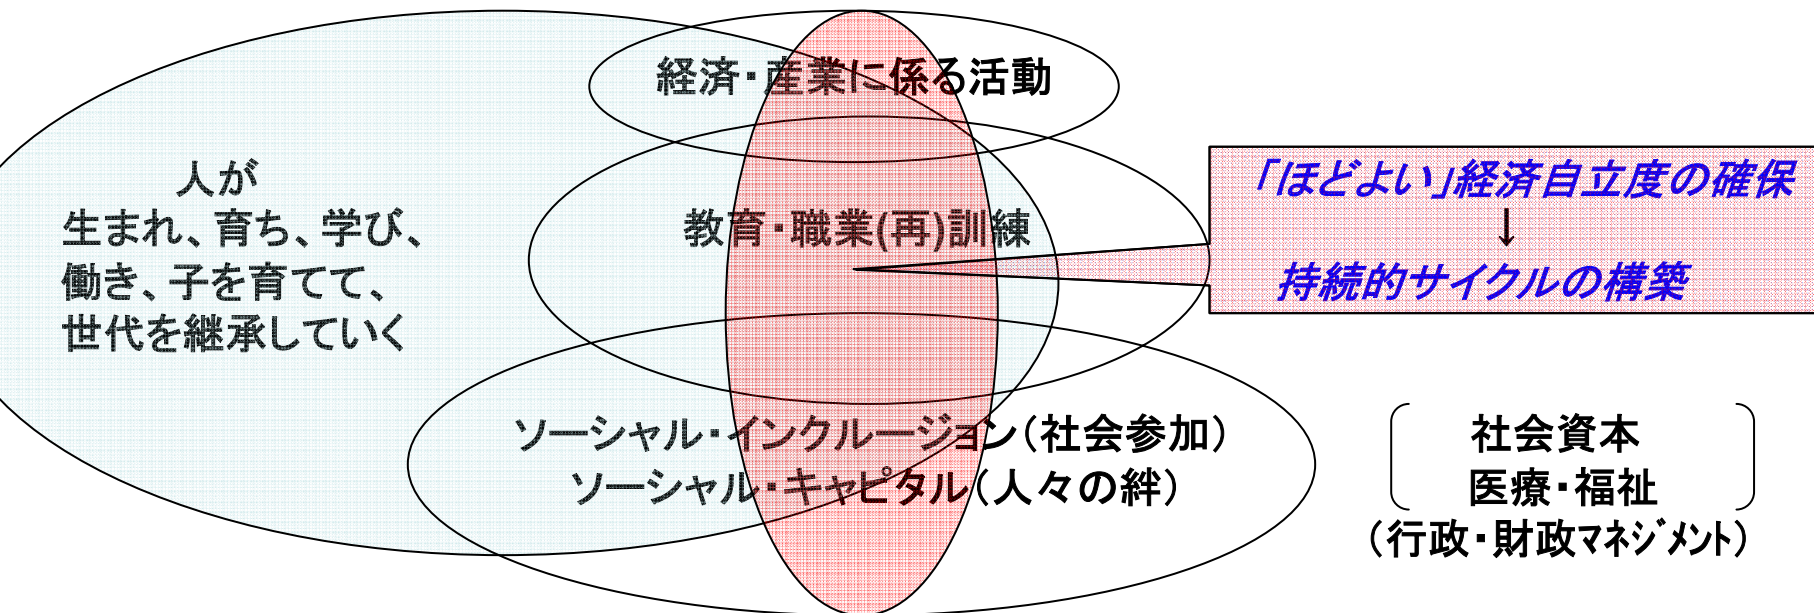 経済・産業に係る活動
人が
生まれ、育ち、学び、
働き、子を育てて、
世代を継承していく
教育・職業(再)訓練
「ほどよい」経済自立度の確保
↓
持続的サイクルの構築
ソーシャル・インクルージョン(社会参加)
ソーシャル・キャピタル(人々の絆)
社会資本
医療・福祉
(行政・財政ﾏﾈｼﾞﾒﾝﾄ)